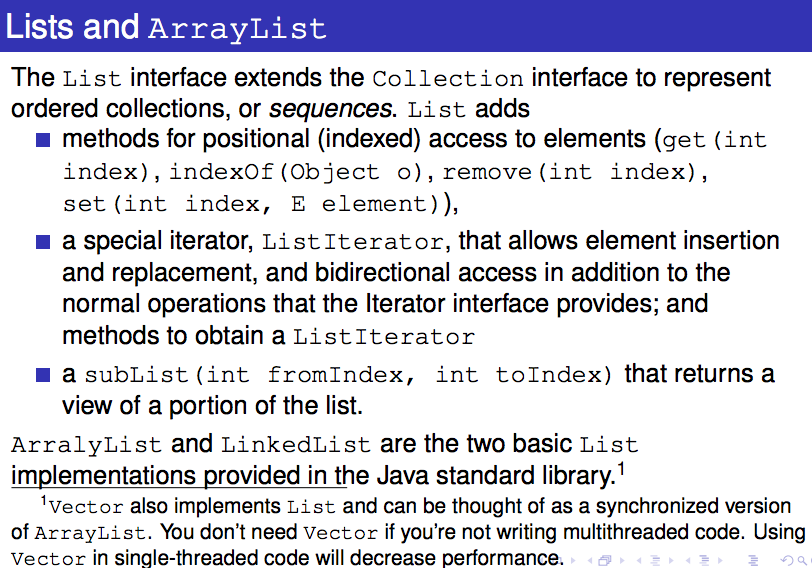 Lists and ArrayList
The List interface extends the Collection interface to represent
ordered collections, or sequences. List adds
methods for positional (indexed) access to elements (get(int
index), indexOf(Object o), remove(int index),
set(int index, E element)),
a special iterator, ListIterator, that allows element insertion
and replacement, and bidirectional access in addition to the
normal operations that the Iterator interface provides; and
methods to obtain a ListIterator
a subList(int fromIndex, int toIndex) that returns a
view of a portion of the list.
ArralyList and LinkedList are the two basic List
implementations provided in the Java standard library.1
1Vector also implements List and can be thought of as a synchronized version
of ArrayList. You don't need Vector if you're not writing multithreaded code. Using
Vector in single-threaded code will decrease performance.